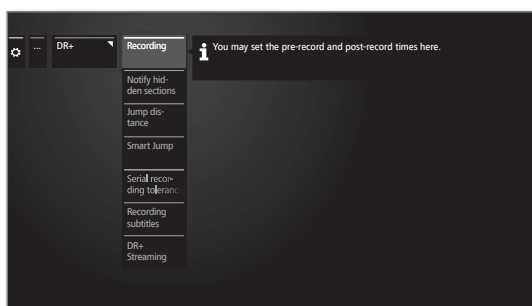 ...
DR+
Recording
You may set the pre-record and post-record times here.
Notify hid-
den sections
Jump dis-
tance
Smart Jump
Serial recor-
ding tolerance
Recording
subtitles
DR+
Streaming